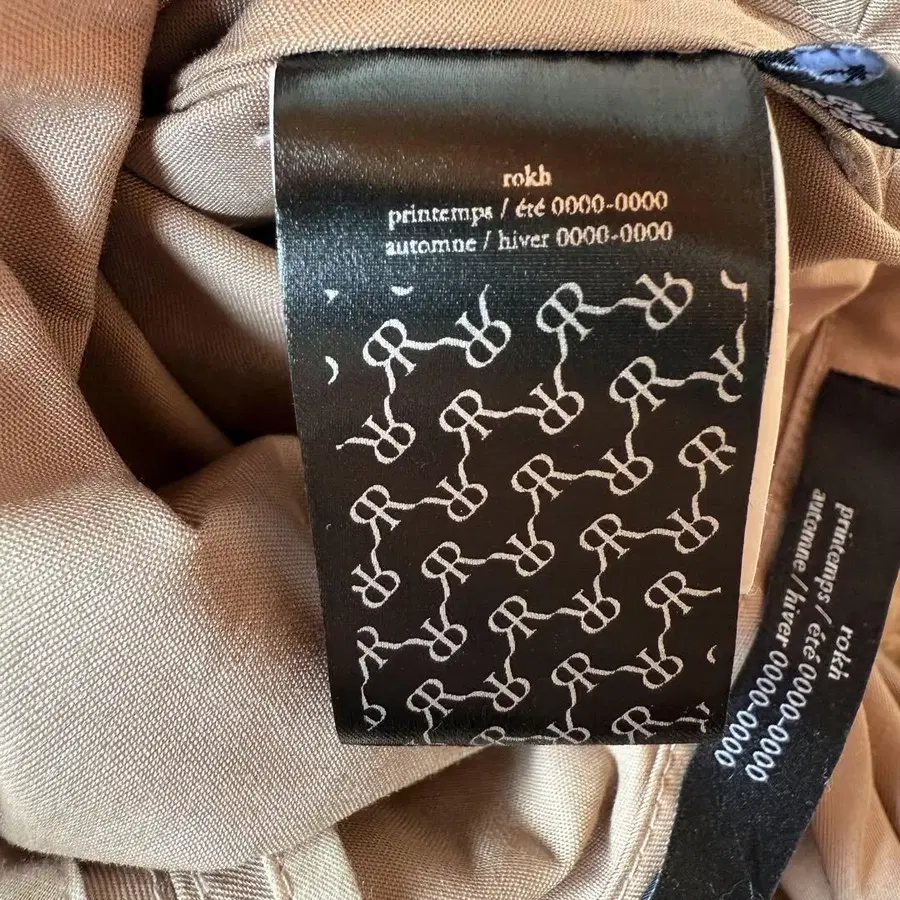 rokh
printemps / été 0000-0000
automne / hiver 0000-0000
rokh
printemps / été 0000-0000
automne / hiver 0000-0000